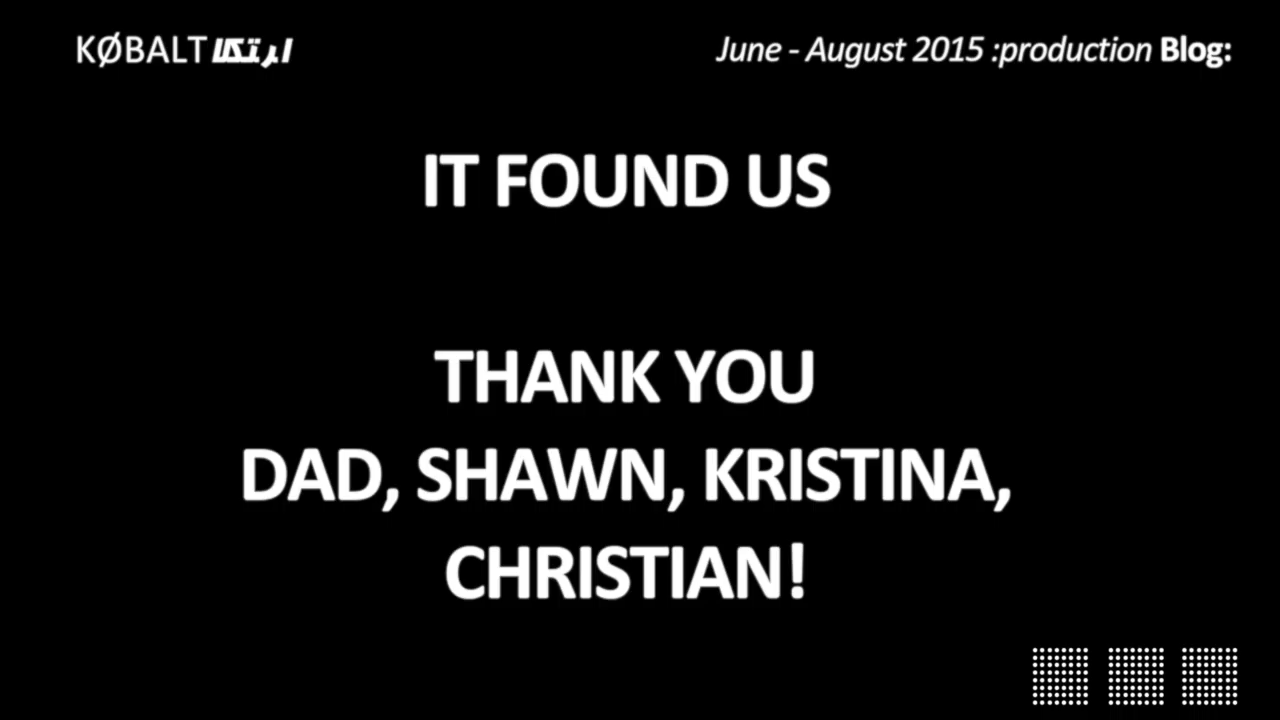 KØBALT
June - August 2015 :production Blog:
IT FOUND US
THANK YOU
DAD, SHAWN, KRISTINA,
CHRISTIAN!